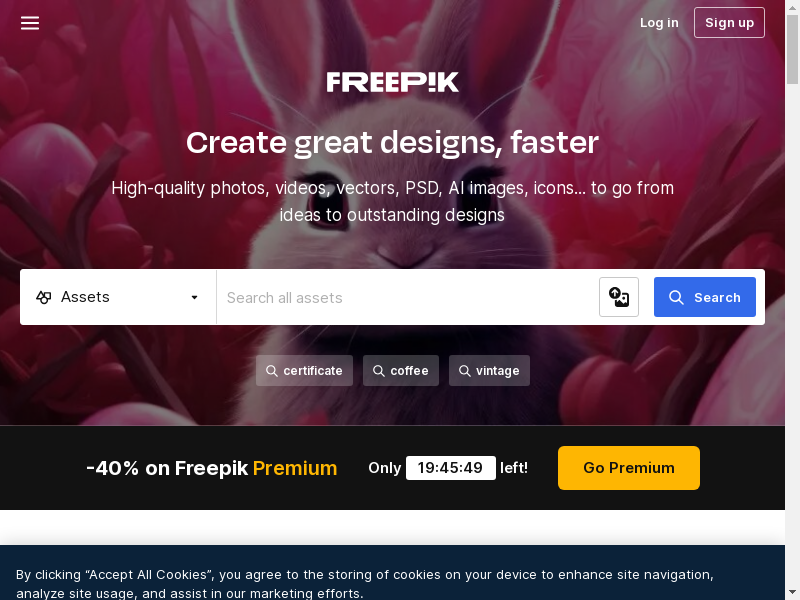 Log in
Sign up
FREEPIK
Create great designs, faster
High-quality photos, videos, vectors, PSD, AI images, icons... to go from
ideas to outstanding designs
Assets
Search all assets
Search
certificate
coffee
vintage
-40% on Freepik Premium
Only 19:45:49 left!
Go Premium
By clicking “Accept All Cookies”, you agree to the storing of cookies on your device to enhance site navigation,
analyze site usage, and assist in our marketing efforts.